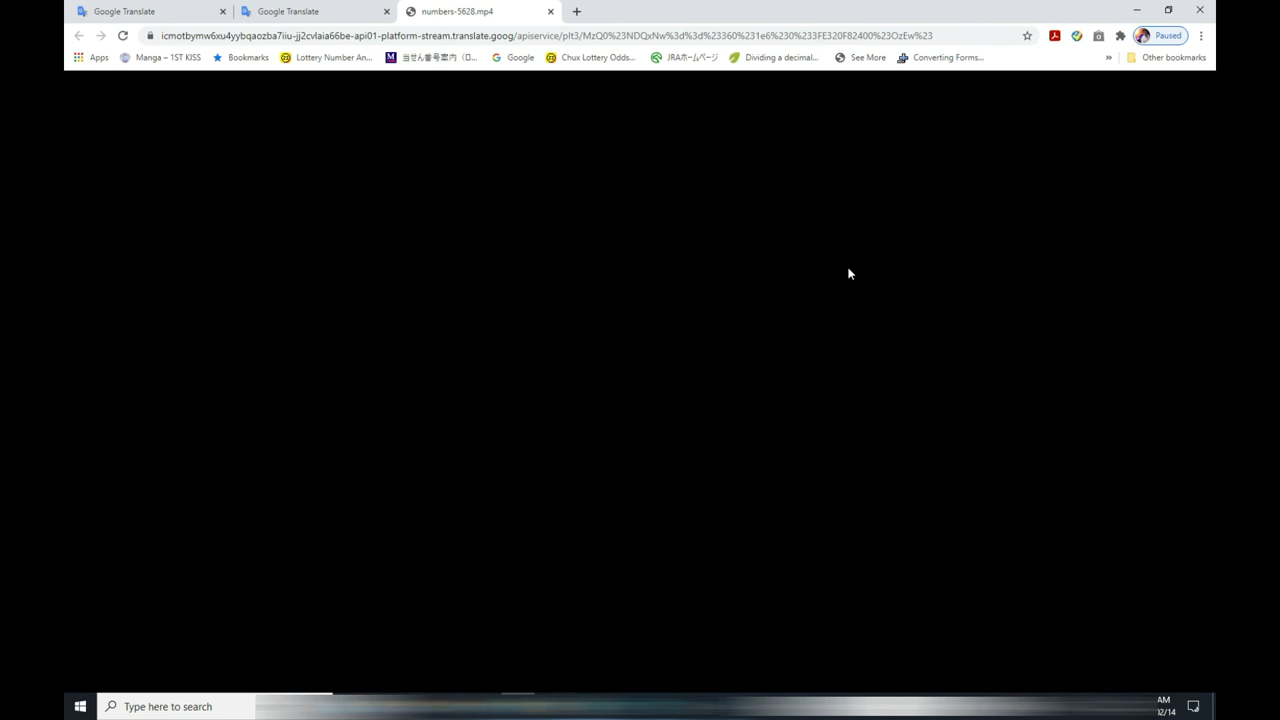 Google Translate
Google Translate
numbers-5628.mp4
icmotbymw6xu4yybqaozba7iiu-jj2cvlaia66be-api01-platform-stream.translate.goog/apiservice/plt3/MzQ0%23NDQxNw%3d%3d%23360%231e6%230%233FE320F82400%23OzEw%23
Paused
Apps
Manga – 1ST KISS
Bookmarks
Lottery Number An...
当せん番号案内（ロ...
Google
Chux Lottery Odds...
JRAホームページ
Dividing a decimal...
See More
Converting Forms...
»
Other bookmarks
Type here to search
AM
02/14